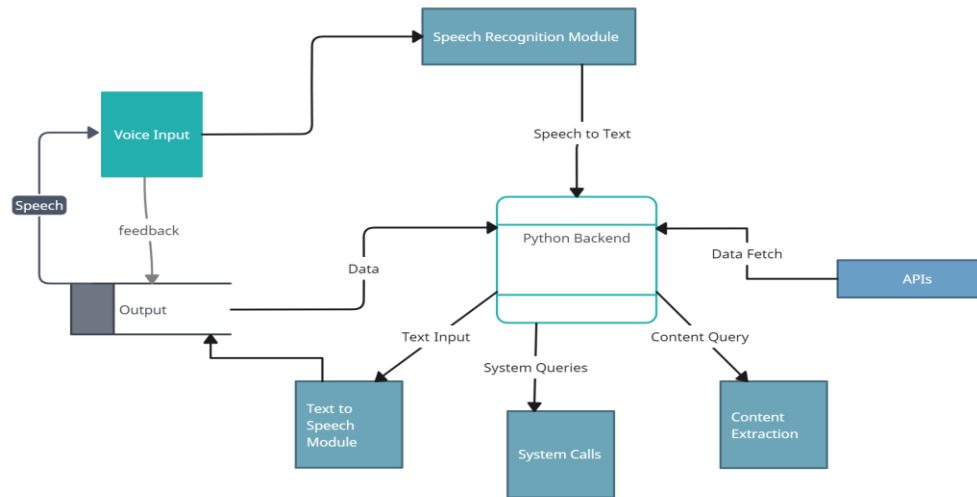 Speech Recognition Module
Voice Input
Speech to Text
Speech
feedback
Python Backend
Data Fetch
Data
APIs
Output
Text Input
Content Query
System Queries
Text to
Speech
Module
Content
Extraction
System Calls